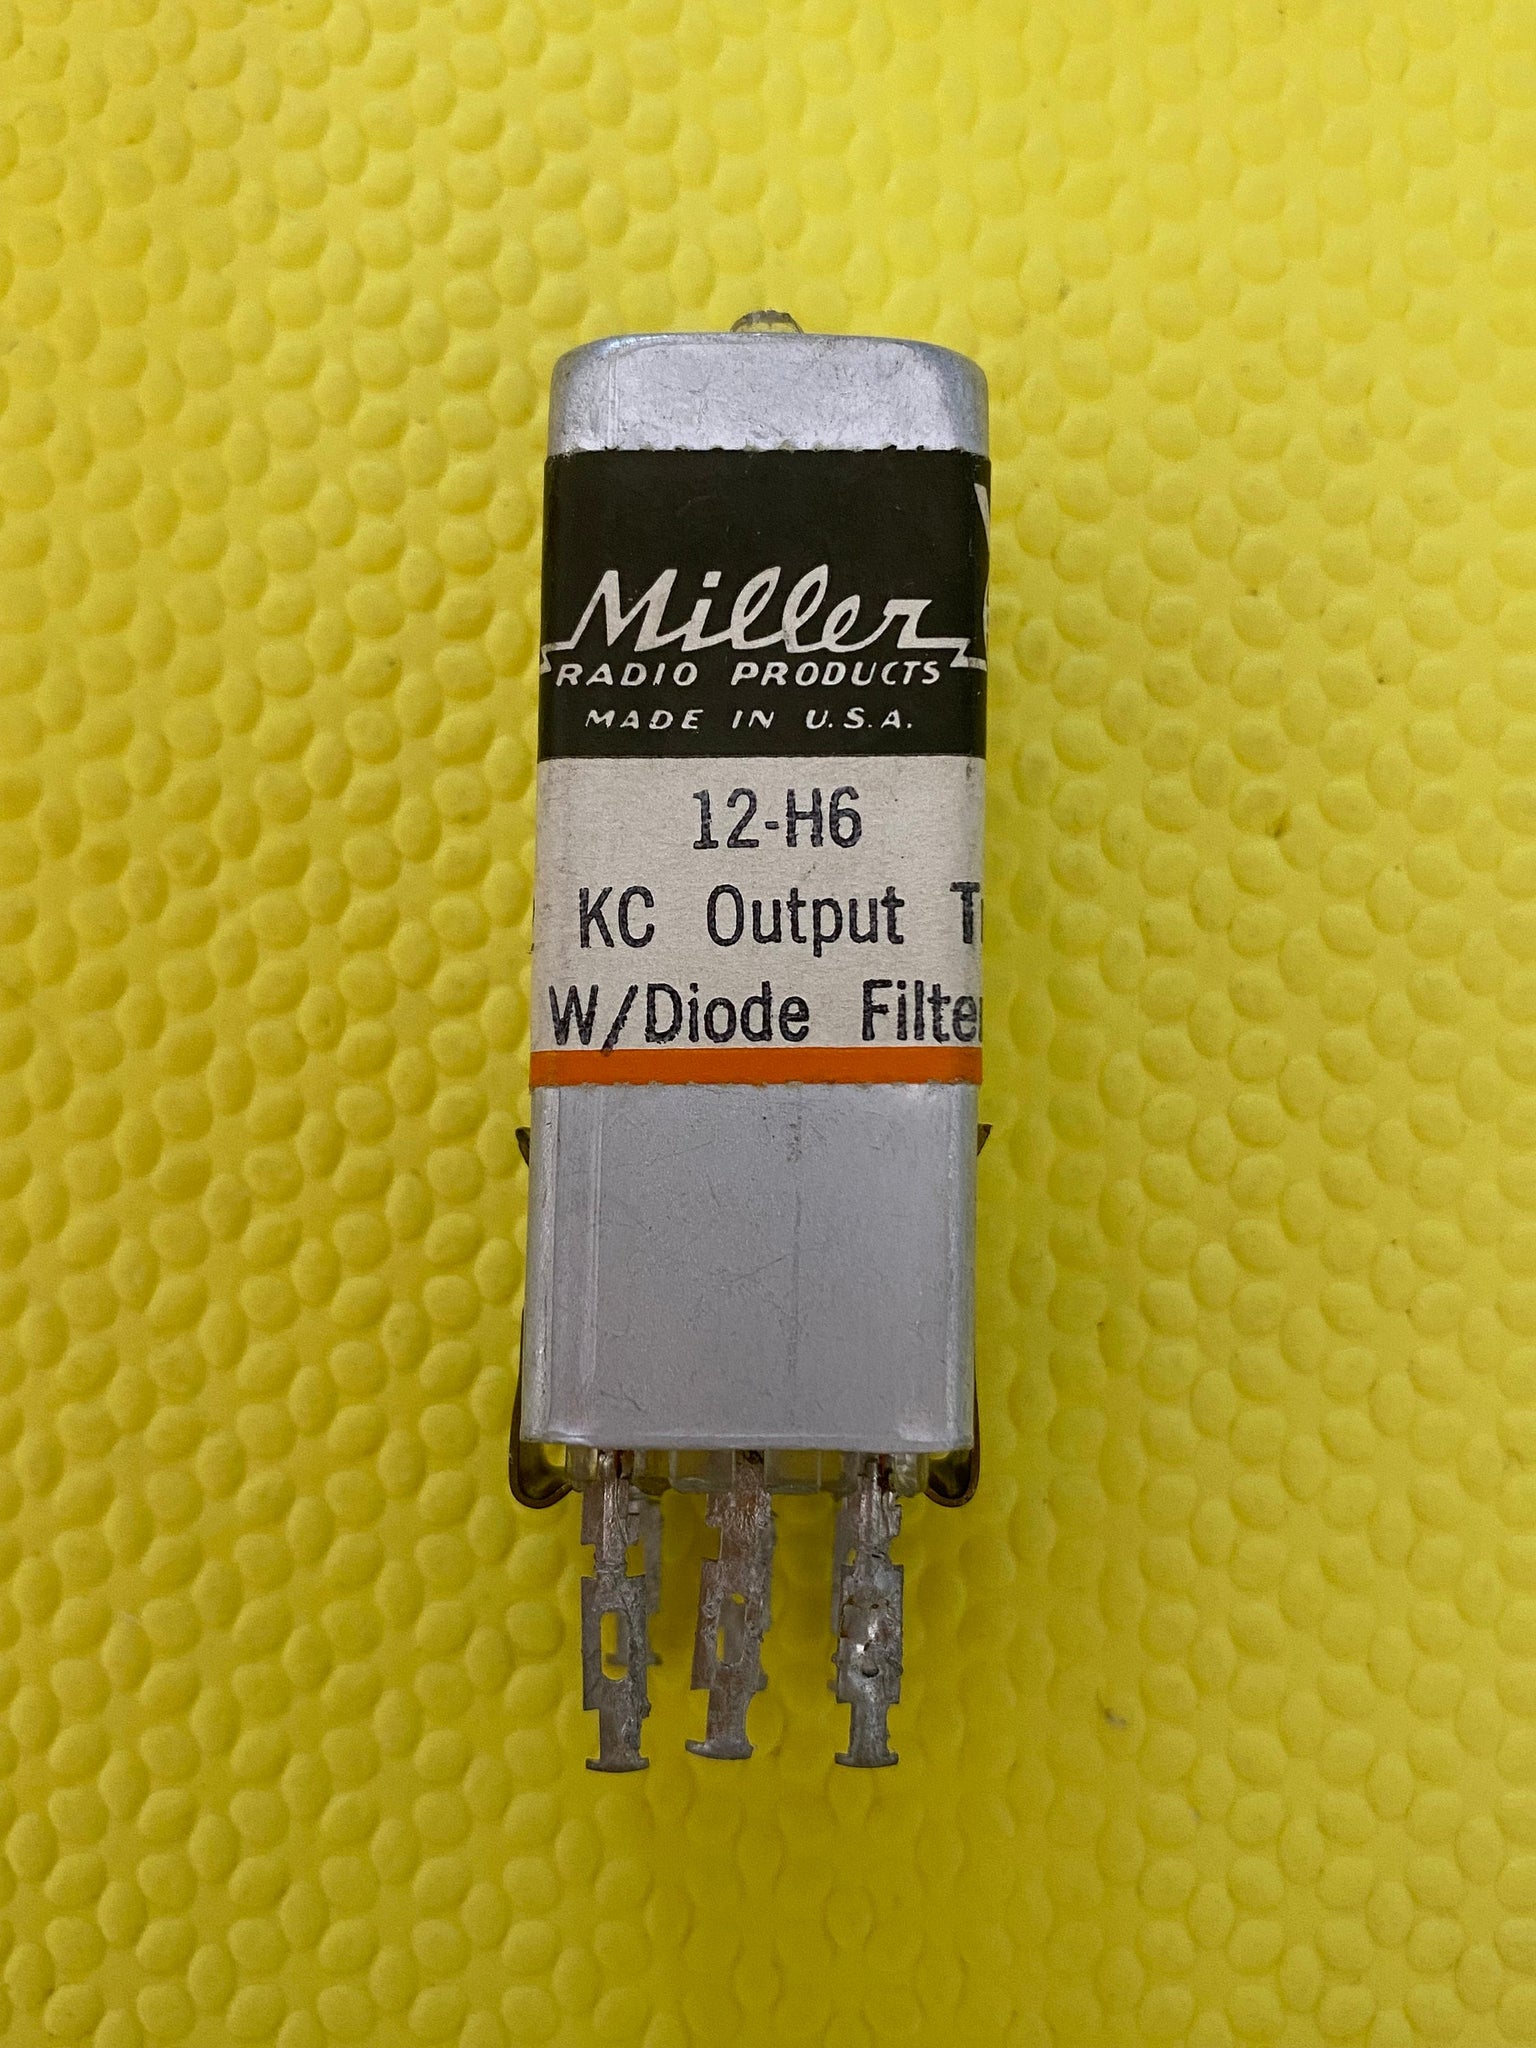 Miller
RADIO PRODUCTS
MADE IN U.S.A.
12-H6
KC Output
W/Diode